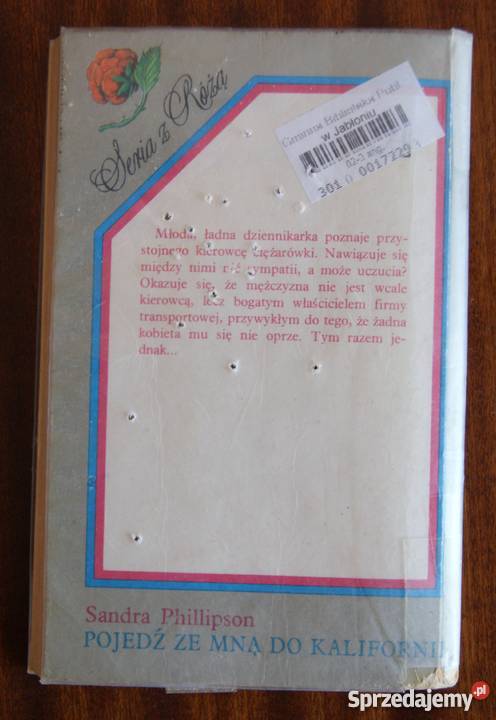 Seria z Różą
Gminna Biblioteka Publ.
w Jabłoniu
82-3 ang.
301 0 0017729
Młoda, ładna dziennikarka poznaje przy-
stojnego kierowcę ciężarówki. Nawiązuje się
między nimi nić sympatii, a może uczucia?
Okazuje się, że mężczyzna nie jest wcale
kierowcą, lecz bogatym właścicielem firmy
transportowej, przywykłym do tego, że żadna
kobieta mu się nie oprze. Tym razem je-
dnak...
Sandra Phillipson
POJEDŹ ZE MNĄ DO KALIFORNII
Sprzedajemy.pl